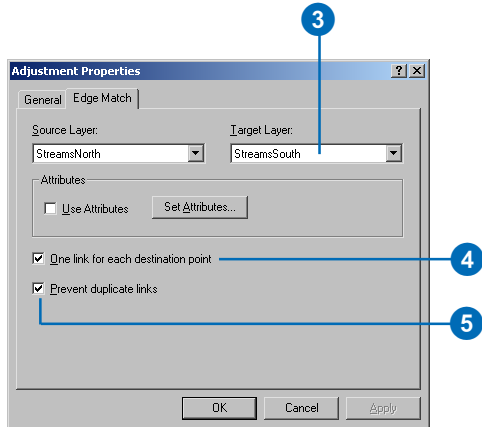 3
Adjustment Properties
General Edge Match
Source Layer: Target Layer:
StreamsNorth StreamsSouth
Attributes
Use Attributes Set Attributes...
One link for each destination point 4
Prevent duplicate links
5
OK Cancel Apply